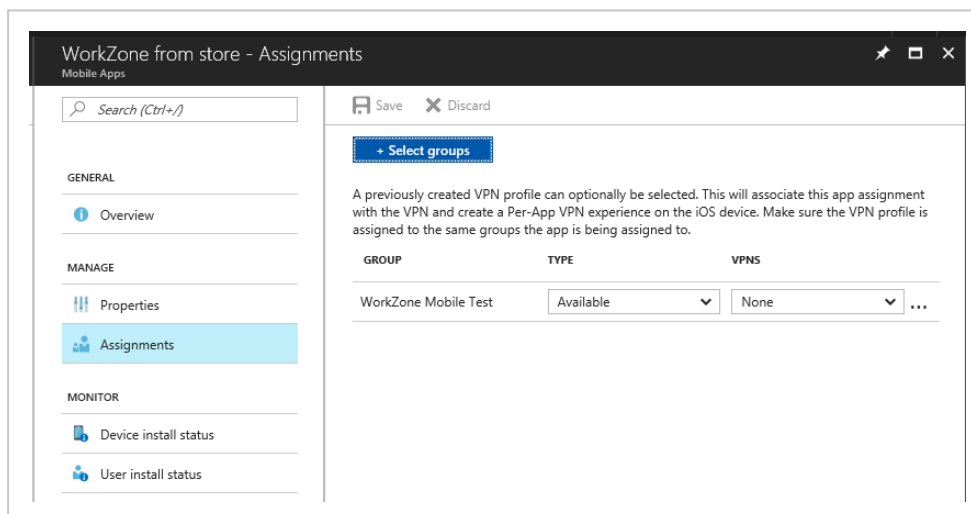 WorkZone from store - Assignments
Mobile Apps
Search (Ctrl+/)
GENERAL
Overview
MANAGE
Properties
Assignments
MONITOR
Device install status
User install status
Save Discard
+ Select groups
A previously created VPN profile can optionally be selected. This will associate this app assignment
with the VPN and create a Per-App VPN experience on the iOS device. Make sure the VPN profile is
assigned to the same groups the app is being assigned to.
GROUP TYPE VPNS
WorkZone Mobile Test Available None ...